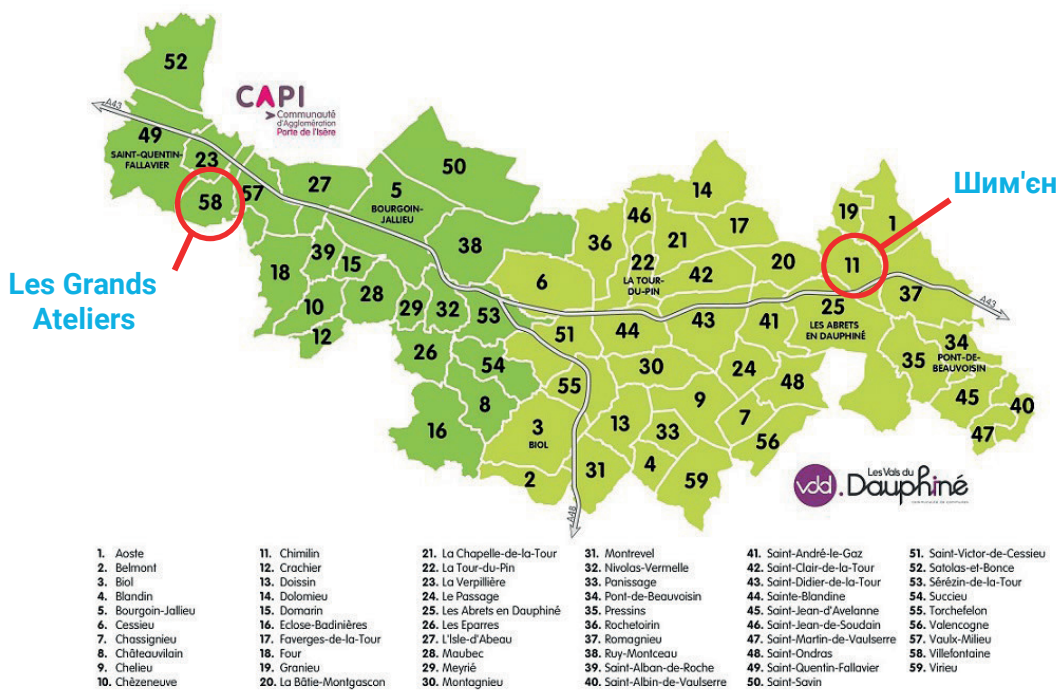 52
CAPI
Communauté
d'Agglomération
Porte de l'Isère
A43
49
SAINT-QUENTIN-
FALLAVIER
23
58
57
27
5
BOURGOIN-
JALLIEU
50
14
Шим'єн
19
1
46
17
36
21
38
39
15
18
22
LA TOUR-
DU-PIN
42
20
11
6
Les Grands
Ateliers
28
10
29
32
53
12
51
44
43
41
25
LES ABRETS
EN DAUPHINÉ
37
A43
26
54
30
24
35
34
PONT-DE-
BEAUVOISIN
55
48
8
9
45
40
16
3
BIOL
13
33
7
56
47
2
31
4
59
vdd
Les Vals du
Dauphiné
A48
1. Aoste
2. Belmont
3. Biol
4. Blandin
5. Bourgoin-Jallieu
6. Cessieu
7. Chassignieu
8. Châteauvilain
9. Chelieu
10. Chèzeneuve
11. Chimilin
12. Crachier
13. Doissin
14. Dolomieu
15. Domarin
16. Eclose-Badinières
17. Faverges-de-la-Tour
18. Four
19. Granieu
20. La Bâtie-Montgascon
21. La Chapelle-de-la-Tour
22. La Tour-du-Pin
23. La Verpillière
24. Le Passage
25. Les Abrets en Dauphiné
26. Les Eparres
27. L'Isle-d'Abeau
28. Maubec
29. Meyrié
30. Montagnieu
31. Montrevel
32. Nivolas-Vermelle
33. Panissage
34. Pont-de-Beauvoisin
35. Pressins
36. Rochetoirin
37. Romagnieu
38. Ruy-Montceau
39. Saint-Alban-de-Roche
40. Saint-Albin-de-Vaulserre
41. Saint-André-le-Gaz
42. Saint-Clair-de-la-Tour
43. Saint-Didier-de-la-Tour
44. Sainte-Blandine
45. Saint-Jean-d'Avelanne
46. Saint-Jean-de-Soudain
47. Saint-Martin-de-Vaulserre
48. Saint-Ondras
49. Saint-Quentin-Fallavier
50. Saint-Savin
51. Saint-Victor-de-Cessieu
52. Satolas-et-Bonce
53. Sérézin-de-la-Tour
54. Succieu
55. Torchefelon
56. Valencogne
57. Vaulx-Milieu
58. Villefontaine
59. Virieu